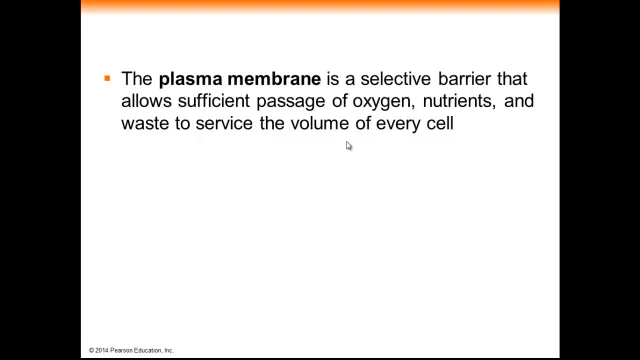 The plasma membrane is a selective barrier that
allows sufficient passage of oxygen, nutrients, and
waste to service the volume of every cell
© 2014 Pearson Education, Inc.